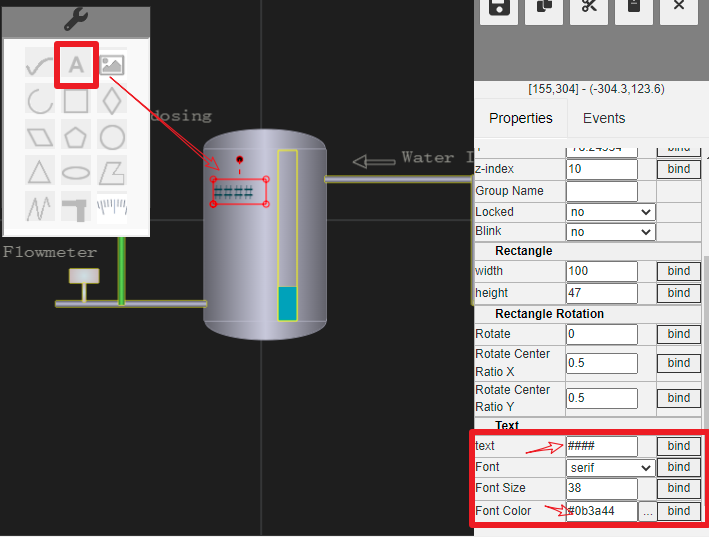 A
dosing
Water I
####
Flowmeter
[155,304] - (-304.3,123.6)
Properties
Events
bind
z-index 10 bind
Group Name
Locked no
Blink no
Rectangle
width 100 bind
height 47 bind
Rectangle Rotation
Rotate 0 bind
Rotate Center
Ratio X 0.5 bind
Rotate Center
Ratio Y 0.5 bind
Text
text #### bind
Font serif bind
Font Size 38 bind
Font Color #0b3a44 ... bind